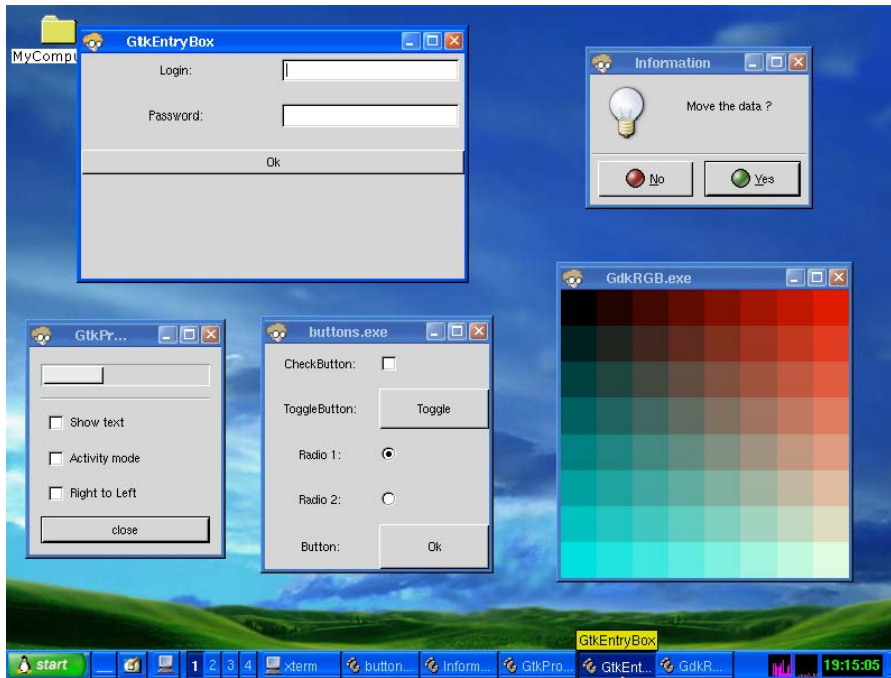 MyCompu
GtkEntryBox
Login:
Password:
Ok
Information
Move the data ?
No
Yes
GtkPr...
Show text
Activity mode
Right to Left
close
buttons.exe
CheckButton:
ToggleButton:
Toggle
Radio 1:
Radio 2:
Button:
Ok
GdkRGB.exe
GtkEntryBox
start
1 2 3 4
xterm
button...
Inform...
GtkPro...
GtkEnt...
GdkR...
19:15:05